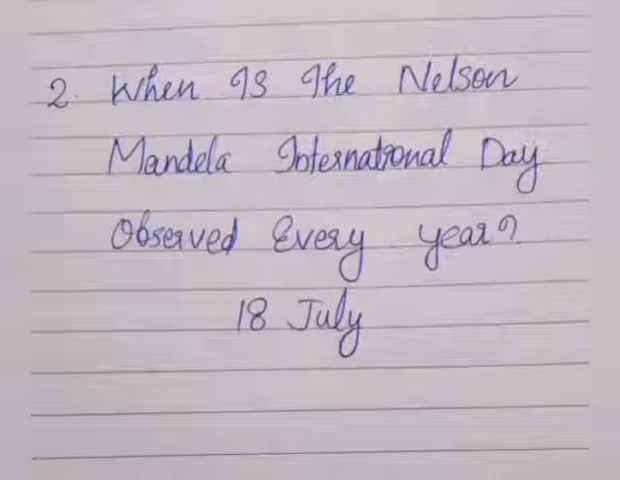 2. When Is The Nelson
Mandela International Day
Observed Every year?
18 July